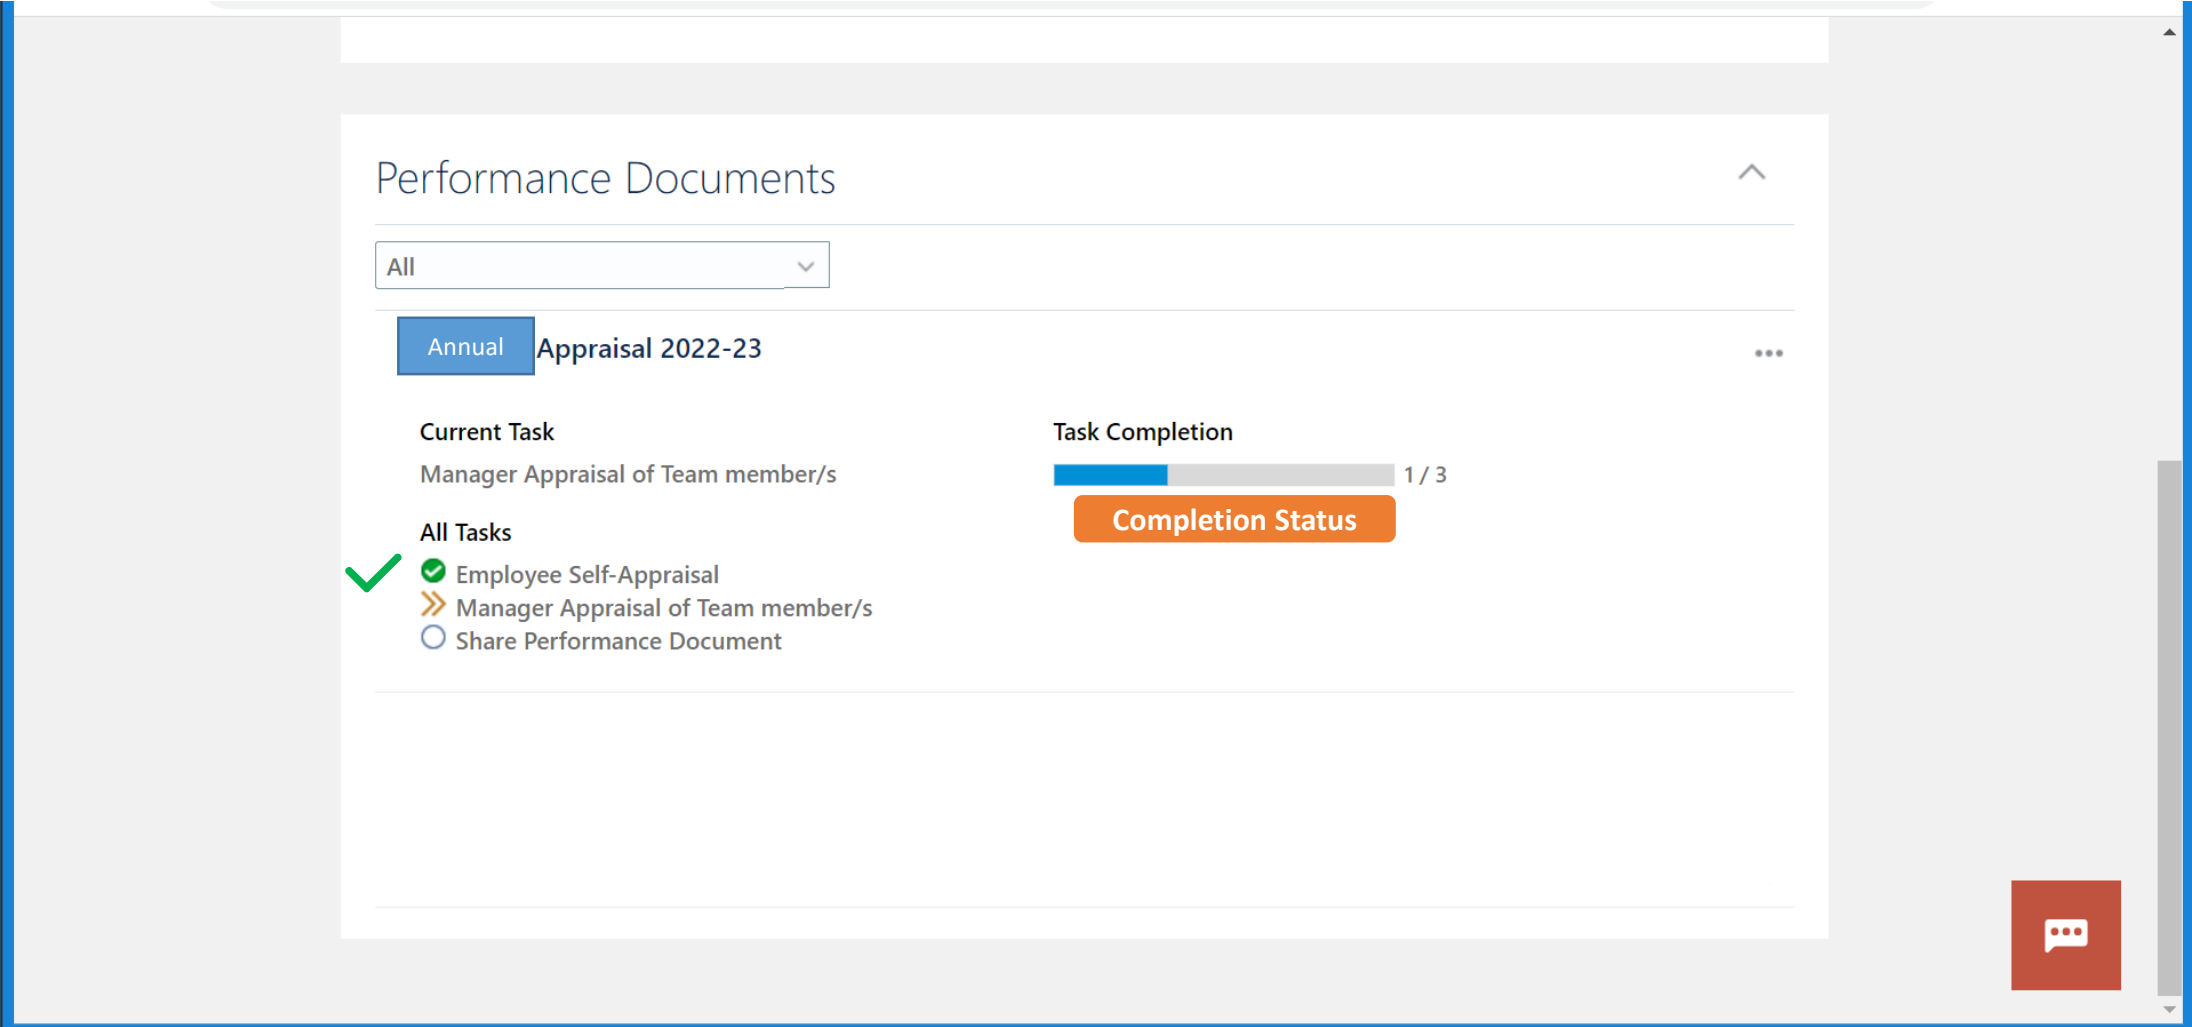 Performance Documents
All
Annual Appraisal 2022-23
Current Task
Task Completion
Manager Appraisal of Team member/s
1 / 3
Completion Status
All Tasks
Employee Self-Appraisal
Manager Appraisal of Team member/s
Share Performance Document